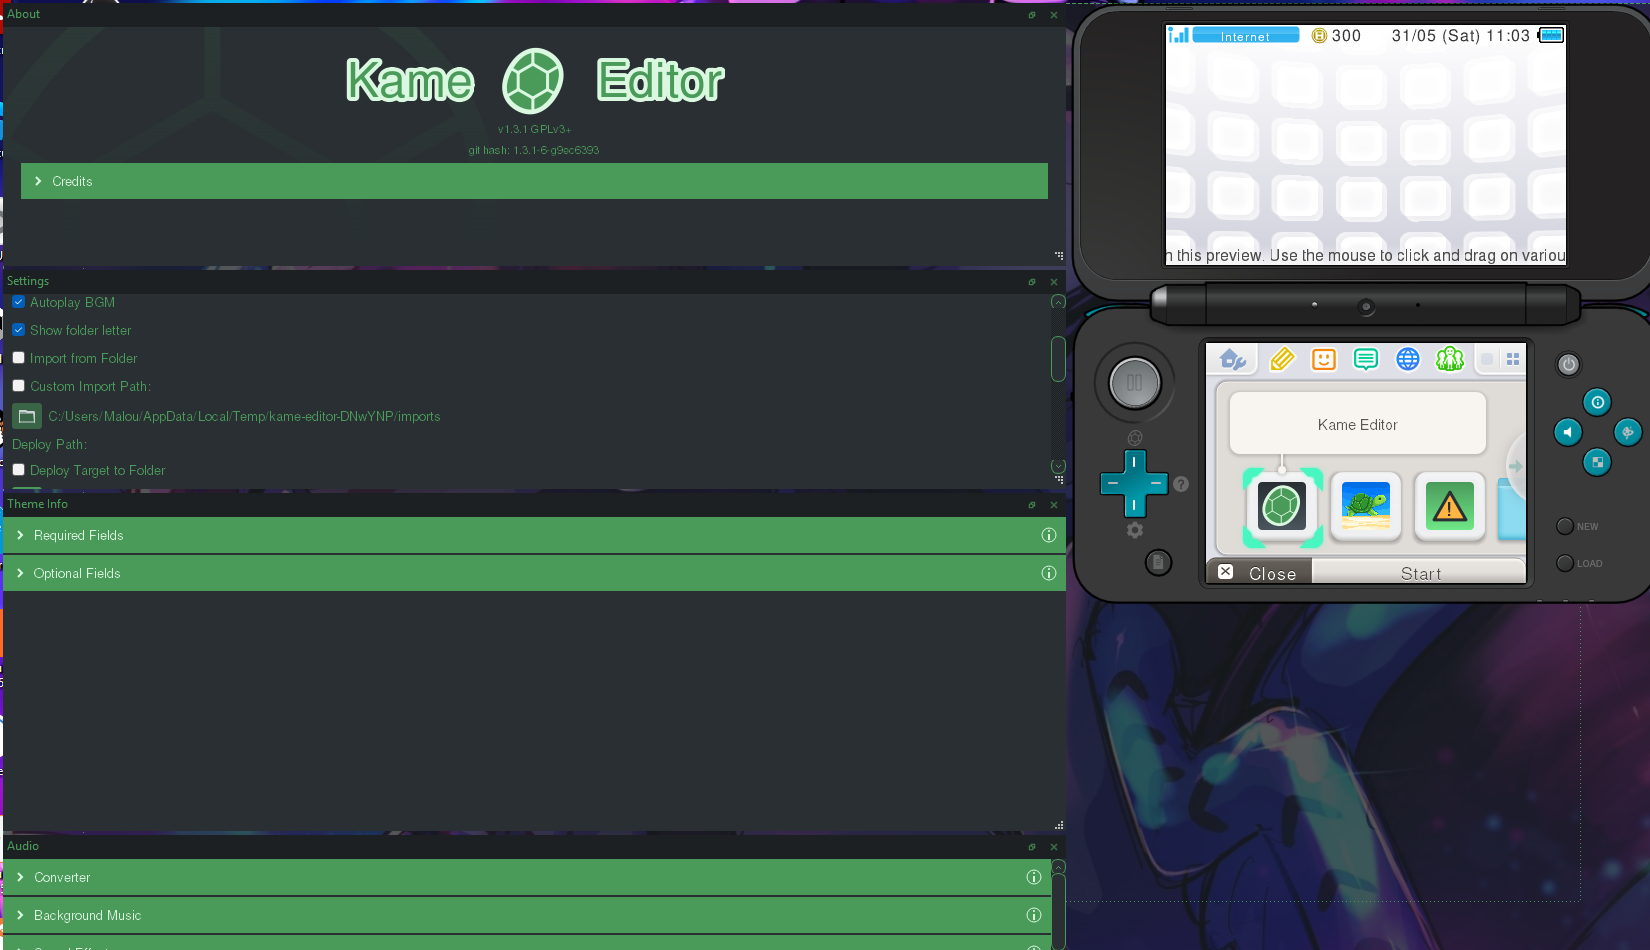 About
Kame Editor
v1.3.1 GPLv3+
git hash: 1.3.1-6-g9ec6393
Credits
Settings
Autoplay BGM
Show folder letter
Import from Folder
Custom Import Path:
C:/Users/Malou/AppData/Local/Temp/kame-editor-DNwYNP/imports
Deploy Path:
Deploy Target to Folder
Theme Info
Required Fields
Optional Fields
Audio
Converter
Background Music
Internet
300
31/05 (Sat) 11:03
h this preview. Use the mouse to click and drag on variou
Kame Editor
Close
Start
NEW
LOAD